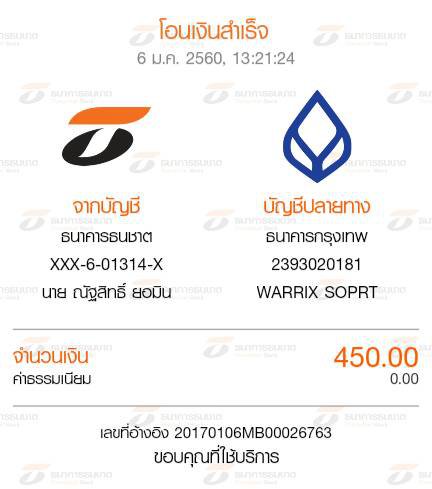 โอนเงินสำเร็จ
6 ม.ค. 2560, 13:21:24
จากบัญชี
ธนาคารธนชาต
XXX-6-01314-X
นาย ณัฐสิทธิ์ ยอมิน
บัญชีปลายทาง
ธนาคารกรุงเทพ
2393020181
WARRIX SOPRT
จำนวนเงิน 450.00
ค่าธรรมเนียม 0.00
เลขที่อ้างอิง 20170106MB00026763
ขอบคุณที่ใช้บริการ